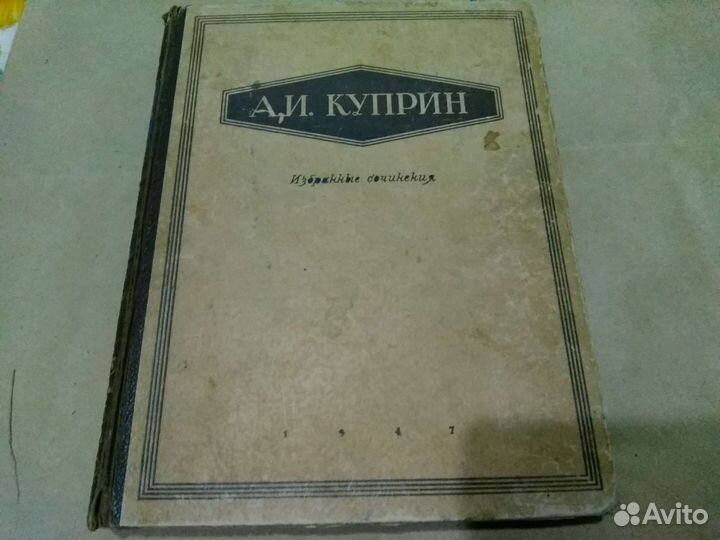 А.И. КУПРИН
Избранные сочинения
1947
Avito